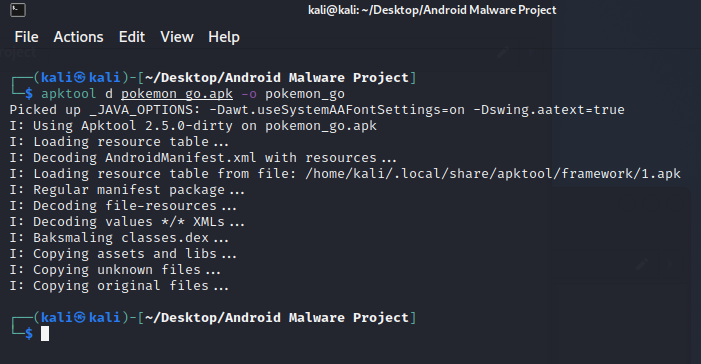 kali@kali: ~/Desktop/Android Malware Project
File Actions Edit View Help
┌──(kali㉿kali)-[~/Desktop/Android Malware Project]
└─$ apktool d pokemon_go.apk -o pokemon_go
Picked up _JAVA_OPTIONS: -Dawt.useSystemAAFontSettings=on -Dswing.aatext=true
I: Using Apktool 2.5.0-dirty on pokemon_go.apk
I: Loading resource table...
I: Decoding AndroidManifest.xml with resources...
I: Loading resource table from file: /home/kali/.local/share/apktool/framework/1.apk
I: Regular manifest package...
I: Decoding file-resources...
I: Decoding values */* XMLs...
I: Baksmaling classes.dex...
I: Copying assets and libs...
I: Copying unknown files...
I: Copying original files...
┌──(kali㉿kali)-[~/Desktop/Android Malware Project]
└─$